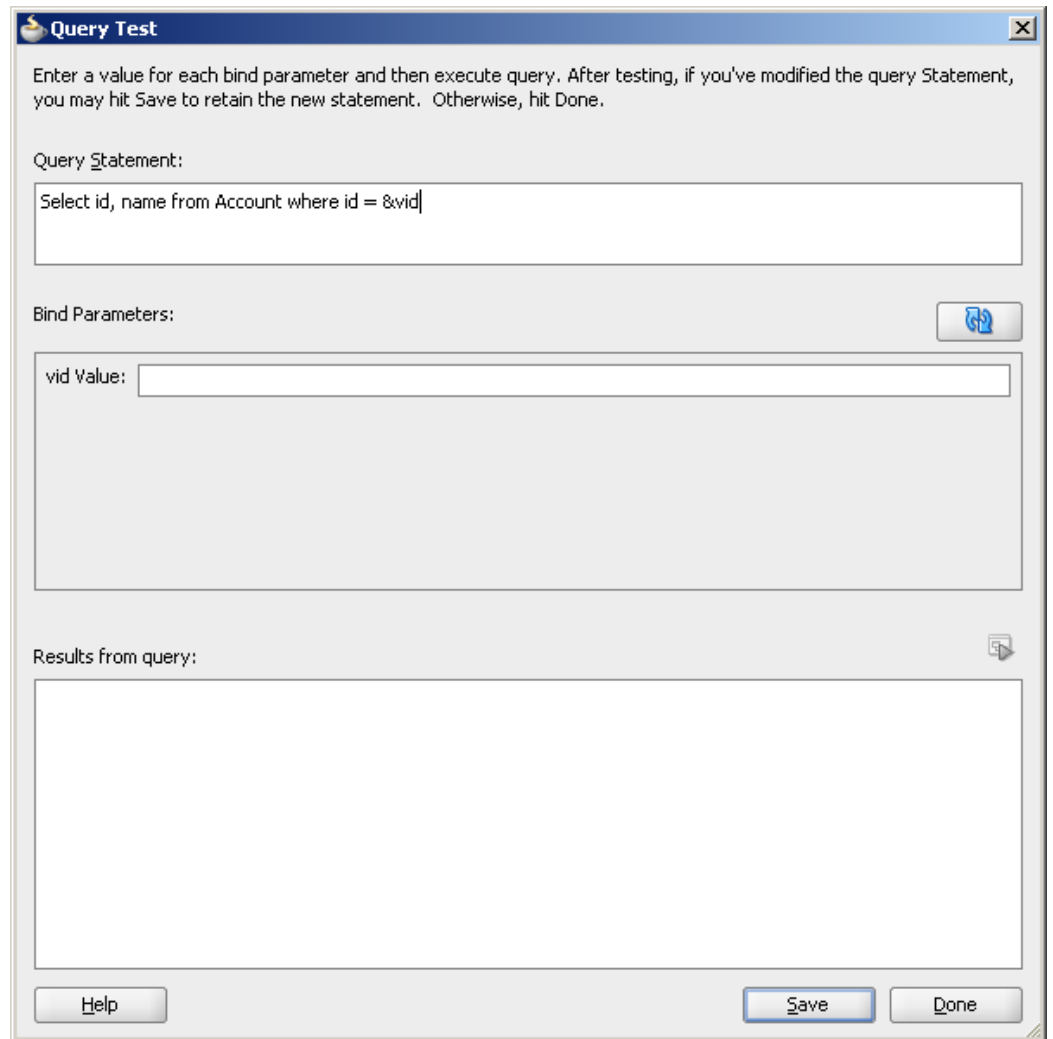 Query Test
Enter a value for each bind parameter and then execute query. After testing, if you've modified the query Statement,
you may hit Save to retain the new statement.  Otherwise, hit Done.
Query Statement:
Select id, name from Account where id = &vid
Bind Parameters:
vid Value:
Results from query:
Help
Save
Done